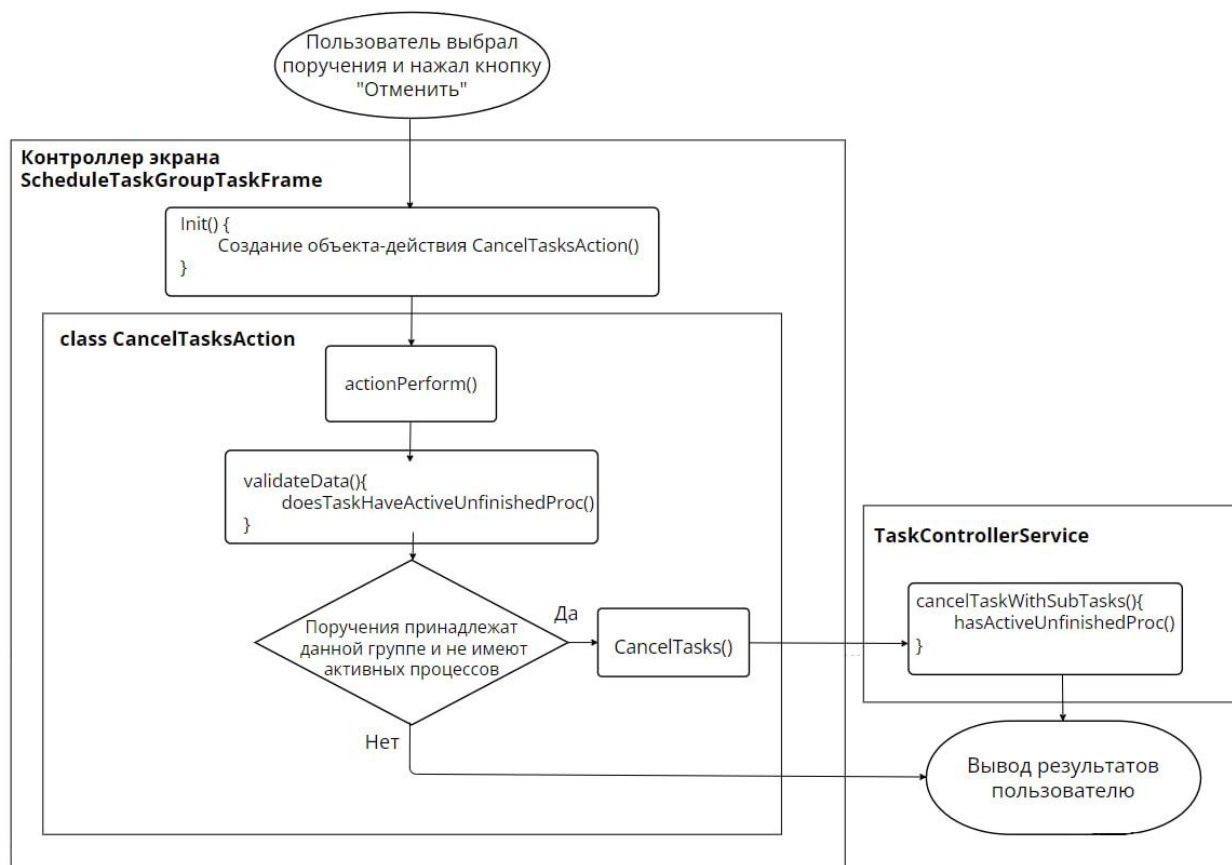 Пользователь выбрал
поручения и нажал кнопку
"Отменить"
Контроллер экрана
ScheduleTaskGroupTaskFrame
Init() {
Создание объекта-действия CancelTasksAction()
}
class CancelTasksAction
actionPerform()
validateData(){
doesTaskHaveActiveUnfinishedProc()
}
Поручения принадлежат
данной группе и не имеют
активных процессов
Да
CancelTasks()
TaskControllerService
cancelTaskWithSubTasks(){
hasActiveUnfinishedProc()
}
Нет
Вывод результатов
пользователю